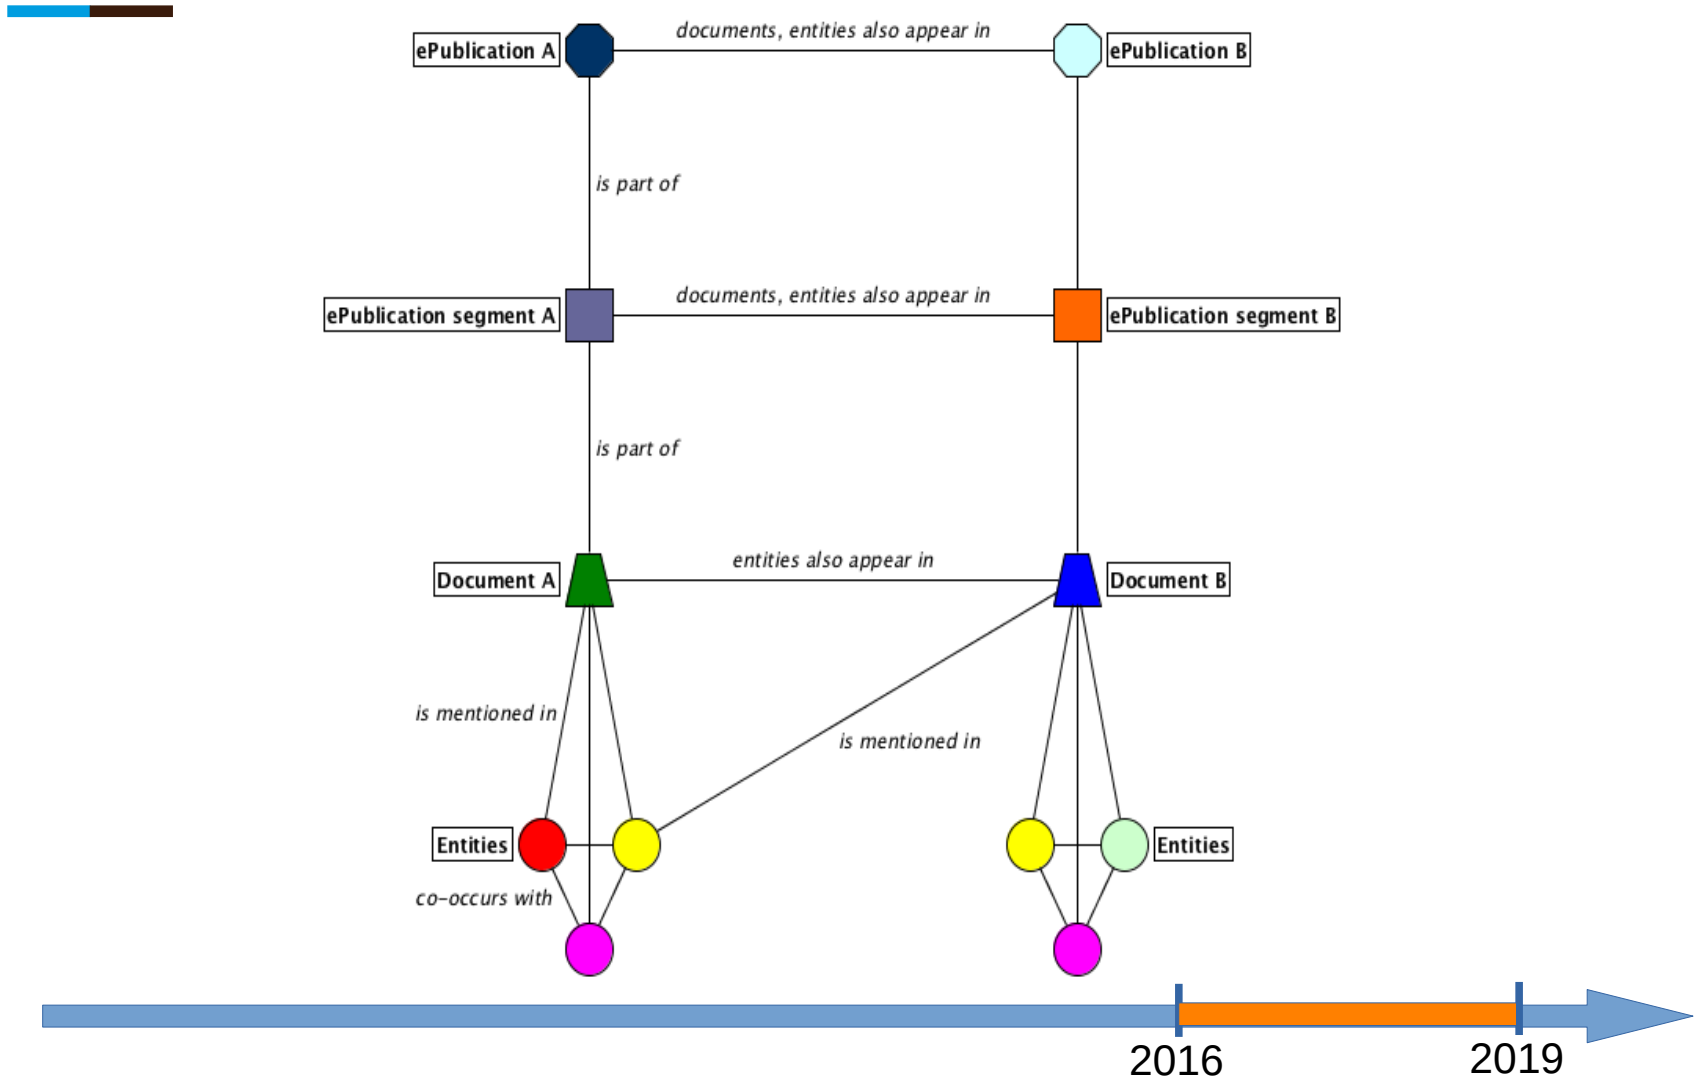 ePublication A
documents, entities also appear in
ePublication B
is part of
ePublication segment A
documents, entities also appear in
ePublication segment B
is part of
Document A
entities also appear in
Document B
is mentioned in
is mentioned in
Entities
Entities
co-occurs with
2016
2019